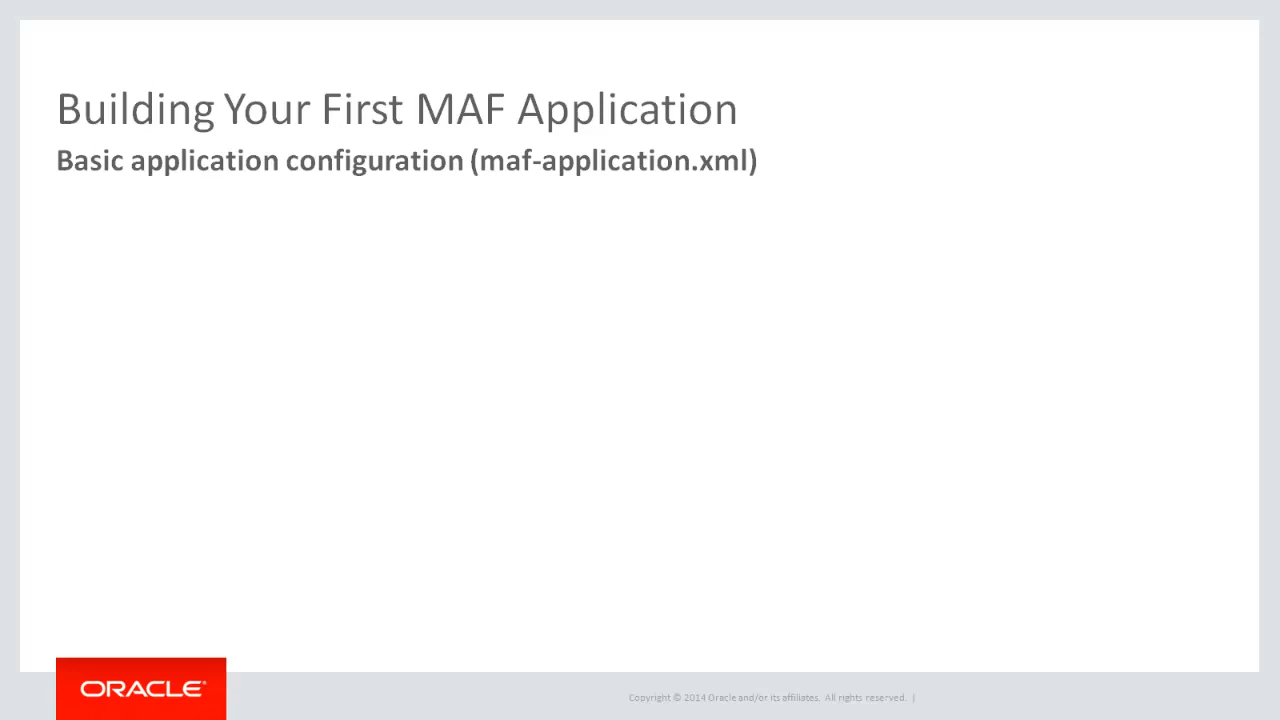 Building Your First MAF Application
Basic application configuration (maf-application.xml)
ORACLE®
Copyright © 2014 Oracle and/or its affiliates. All rights reserved. |